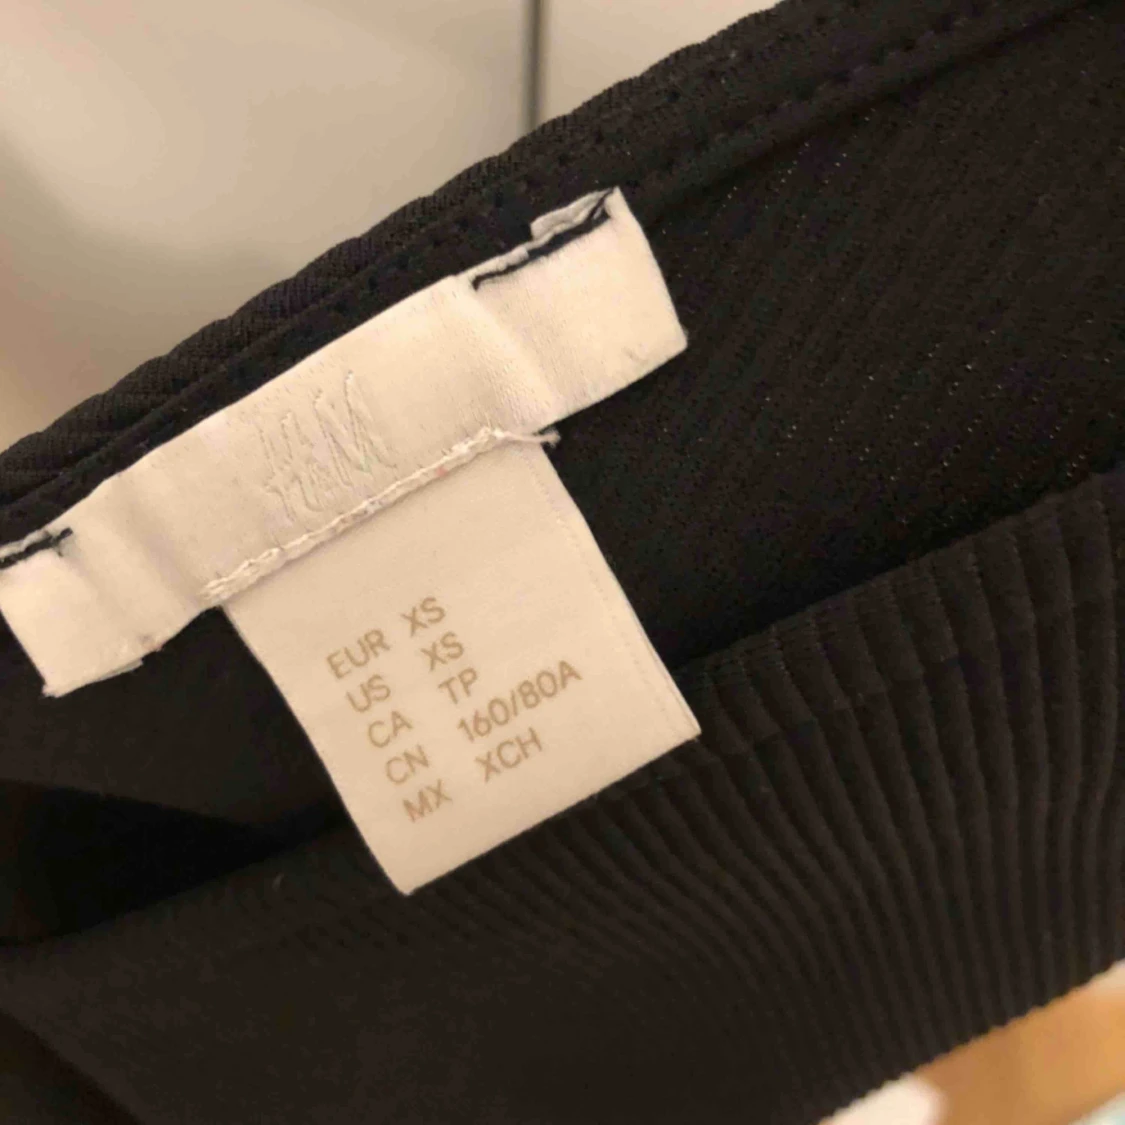 H&M
EUR XS
US XS
CA TP
CN 160/80A
MX XCH